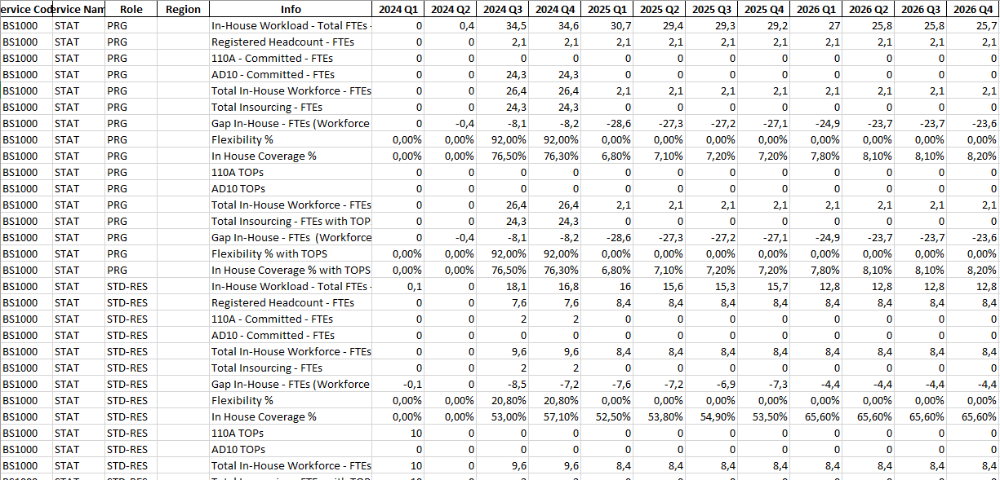 ervice Cod ervice Nam Role Region Info 2024 Q1 2024 Q2 2024 Q3 2024 Q4 2025 Q1 2025 Q2 2025 Q3 2025 Q4 2026 Q1 2026 Q2 2026 Q3 2026 Q4
BS1000 STAT PRG In-House Workload - Total FTEs - 0 0,4 34,5 34,6 30,7 29,4 29,3 29,2 27 25,8 25,8 25,7
BS1000 STAT PRG Registered Headcount - FTEs 0 0 2,1 2,1 2,1 2,1 2,1 2,1 2,1 2,1 2,1 2,1
BS1000 STAT PRG 110A - Committed - FTEs 0 0 0 0 0 0 0 0 0 0 0 0
BS1000 STAT PRG AD10 - Committed - FTEs 0 0 24,3 24,3 0 0 0 0 0 0 0 0
BS1000 STAT PRG Total In-House Workforce - FTEs 0 0 26,4 26,4 2,1 2,1 2,1 2,1 2,1 2,1 2,1 2,1
BS1000 STAT PRG Total Insourcing - FTEs 0 0 24,3 24,3 0 0 0 0 0 0 0 0
BS1000 STAT PRG Gap In-House - FTEs (Workforce 0 -0,4 -8,1 -8,2 -28,6 -27,3 -27,2 -27,1 -24,9 -23,7 -23,7 -23,6
BS1000 STAT PRG Flexibility % 0,00% 0,00% 92,00% 92,00% 0,00% 0,00% 0,00% 0,00% 0,00% 0,00% 0,00% 0,00%
BS1000 STAT PRG In House Coverage % 0,00% 0,00% 76,50% 76,30% 6,80% 7,10% 7,20% 7,20% 7,80% 8,10% 8,10% 8,20%
BS1000 STAT PRG 110A TOPs 0 0 0 0 0 0 0 0 0 0 0 0
BS1000 STAT PRG AD10 TOPs 0 0 0 0 0 0 0 0 0 0 0 0
BS1000 STAT PRG Total In-House Workforce - FTEs 0 0 26,4 26,4 2,1 2,1 2,1 2,1 2,1 2,1 2,1 2,1
BS1000 STAT PRG Total Insourcing - FTEs with TOP 0 0 24,3 24,3 0 0 0 0 0 0 0 0
BS1000 STAT PRG Gap In-House - FTEs (Workforce 0 -0,4 -8,1 -8,2 -28,6 -27,3 -27,2 -27,1 -24,9 -23,7 -23,7 -23,6
BS1000 STAT PRG Flexibility % with TOPS 0,00% 0,00% 92,00% 92,00% 0,00% 0,00% 0,00% 0,00% 0,00% 0,00% 0,00% 0,00%
BS1000 STAT PRG In House Coverage % with TOPS 0,00% 0,00% 76,50% 76,30% 6,80% 7,10% 7,20% 7,20% 7,80% 8,10% 8,10% 8,20%
BS1000 STAT STD-RES In-House Workload - Total FTEs - 0,1 0 18,1 16,8 16 15,6 15,3 15,7 12,8 12,8 12,8 12,8
BS1000 STAT STD-RES Registered Headcount - FTEs 0 0 7,6 7,6 8,4 8,4 8,4 8,4 8,4 8,4 8,4 8,4
BS1000 STAT STD-RES 110A - Committed - FTEs 0 0 2 2 0 0 0 0 0 0 0 0
BS1000 STAT STD-RES AD10 - Committed - FTEs 0 0 0 0 0 0 0 0 0 0 0 0
BS1000 STAT STD-RES Total In-House Workforce - FTEs 0 0 9,6 9,6 8,4 8,4 8,4 8,4 8,4 8,4 8,4 8,4
BS1000 STAT STD-RES Total Insourcing - FTEs 0 0 2 2 0 0 0 0 0 0 0 0
BS1000 STAT STD-RES Gap In-House - FTEs (Workforce -0,1 0 -8,5 -7,2 -7,6 -7,2 -6,9 -7,3 -4,4 -4,4 -4,4 -4,4
BS1000 STAT STD-RES Flexibility % 0,00% 0,00% 20,80% 20,80% 0,00% 0,00% 0,00% 0,00% 0,00% 0,00% 0,00% 0,00%
BS1000 STAT STD-RES In House Coverage % 0,00% 0,00% 53,00% 57,10% 52,50% 53,80% 54,90% 53,50% 65,60% 65,60% 65,60% 65,60%
BS1000 STAT STD-RES 110A TOPs 10 0 0 0 0 0 0 0 0 0 0 0
BS1000 STAT STD-RES AD10 TOPs 0 0 0 0 0 0 0 0 0 0 0 0
BS1000 STAT STD-RES Total In-House Workforce - FTEs 10 0 9,6 9,6 8,4 8,4 8,4 8,4 8,4 8,4 8,4 8,4